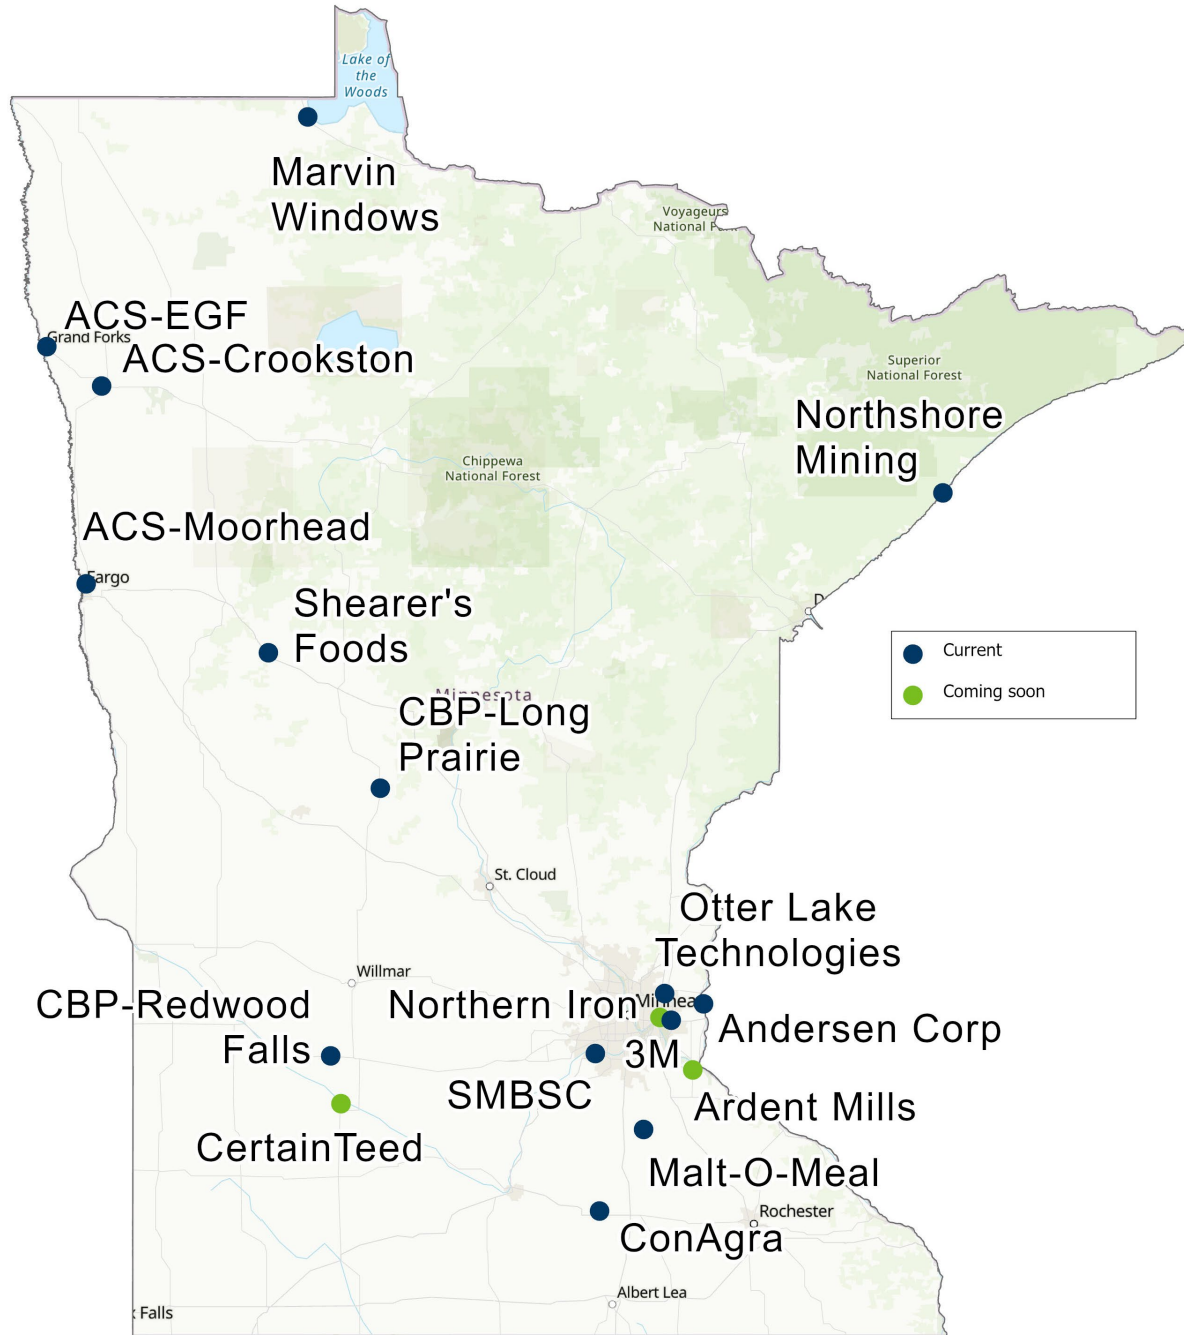 Lake of
the
Woods
Marvin
Windows
Voyageurs
National
ACS-EGF
Grand Forks
ACS-Crookston
Superior
National Forest
Northshore
Mining
Chippewa
National Forest
ACS-Moorhead
Fargo
Shearer's
Foods
D
Current
Coming soon
Minnesota
CBP-Long
Prairie
St. Cloud
Otter Lake
Technologies
Willmar
CBP-Redwood
Falls
Northern Iron
Minnea
Andersen Corp
3M
SMBSC
Ardent Mills
CertainTeed
Malt-O-Meal
Rochester
ConAgra
Albert Lea
Falls